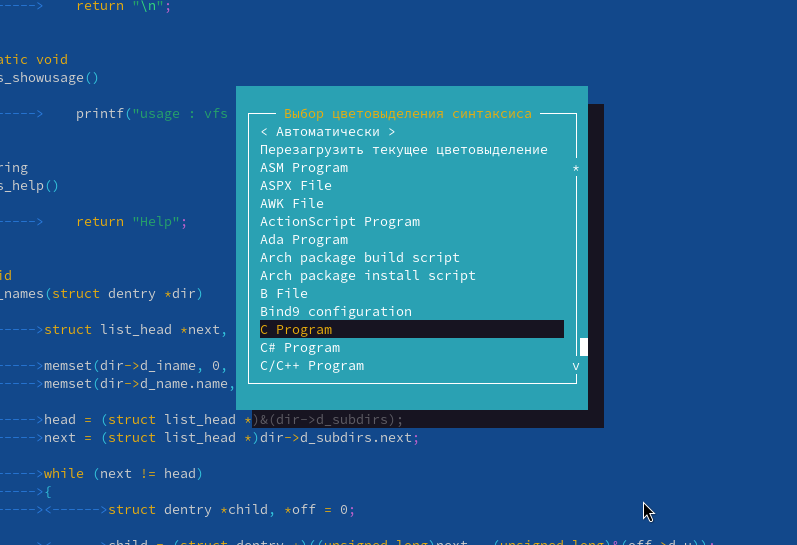 -----> return "\n";
atic void
s_showusage()
-----> printf("usage : vfs
Выбор цветовыделения синтаксиса
< Автоматически >
Перезагрузить текущее цветовыделение
ASM Program
ASPX File
AWK File
ActionScript Program
Ada Program
Arch package build script
Arch package install script
B File
Bind9 configuration
C Program
C# Program
C/C++ Program
ring
s_help()
-----> return "Help";
id
_names(struct dentry *dir)
----->struct list_head *next,
----->memset(dir->d_iname, 0,
----->memset(dir->d_name.name,
----->head = (struct list_head *)&(dir->d_subdirs);
----->next = (struct list_head *)dir->d_subdirs.next;
----->while (next != head)
----->{
-----><------>struct dentry *child, *off = 0;